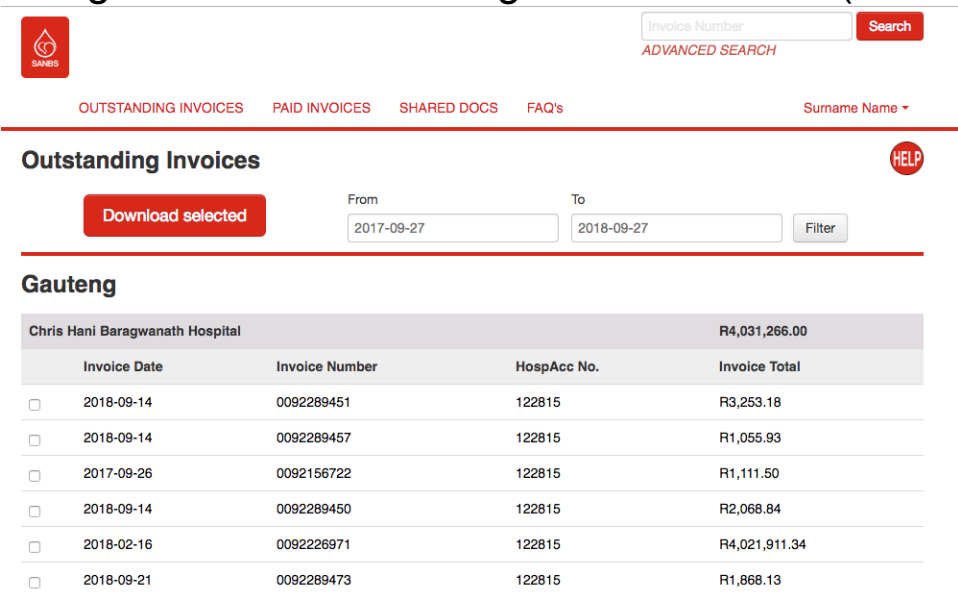 Invoice Number Search
SANBS
ADVANCED SEARCH
OUTSTANDING INVOICES PAID INVOICES SHARED DOCS FAQ's Surname Name
Outstanding Invoices HELP
From To
Download selected 2017-09-27 2018-09-27 Filter
Gauteng
Chris Hani Baragwanath Hospital R4,031,266.00
Invoice Date Invoice Number HospAcc No. Invoice Total
2018-09-14 0092289451 122815 R3,253.18
2018-09-14 0092289457 122815 R1,055.93
2017-09-26 0092156722 122815 R1,111.50
2018-09-14 0092289450 122815 R2,068.84
2018-02-16 0092226971 122815 R4,021,911.34
2018-09-21 0092289473 122815 R1,868.13